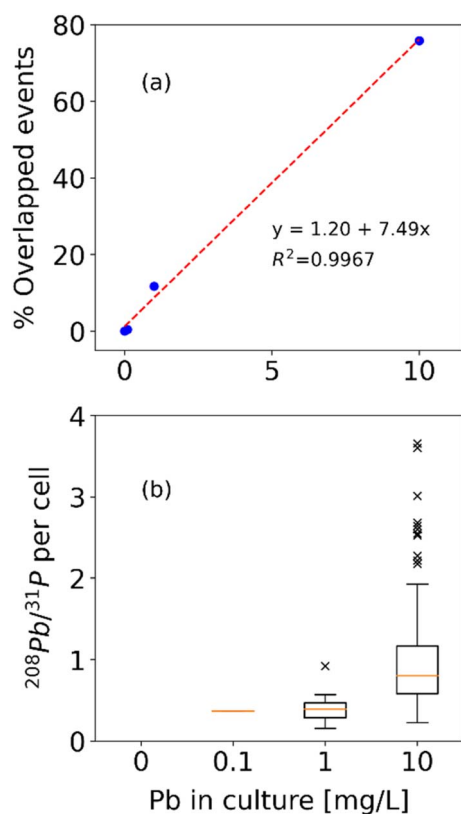 80
60
40
20
0
% Overlapped events
(a)
y = 1.20 + 7.49x
R²=0.9967
0 5 10
4
3
2
1
0
²⁰⁸Pb/³¹P per cell
(b)
0 0.1 1 10
Pb in culture [mg/L]